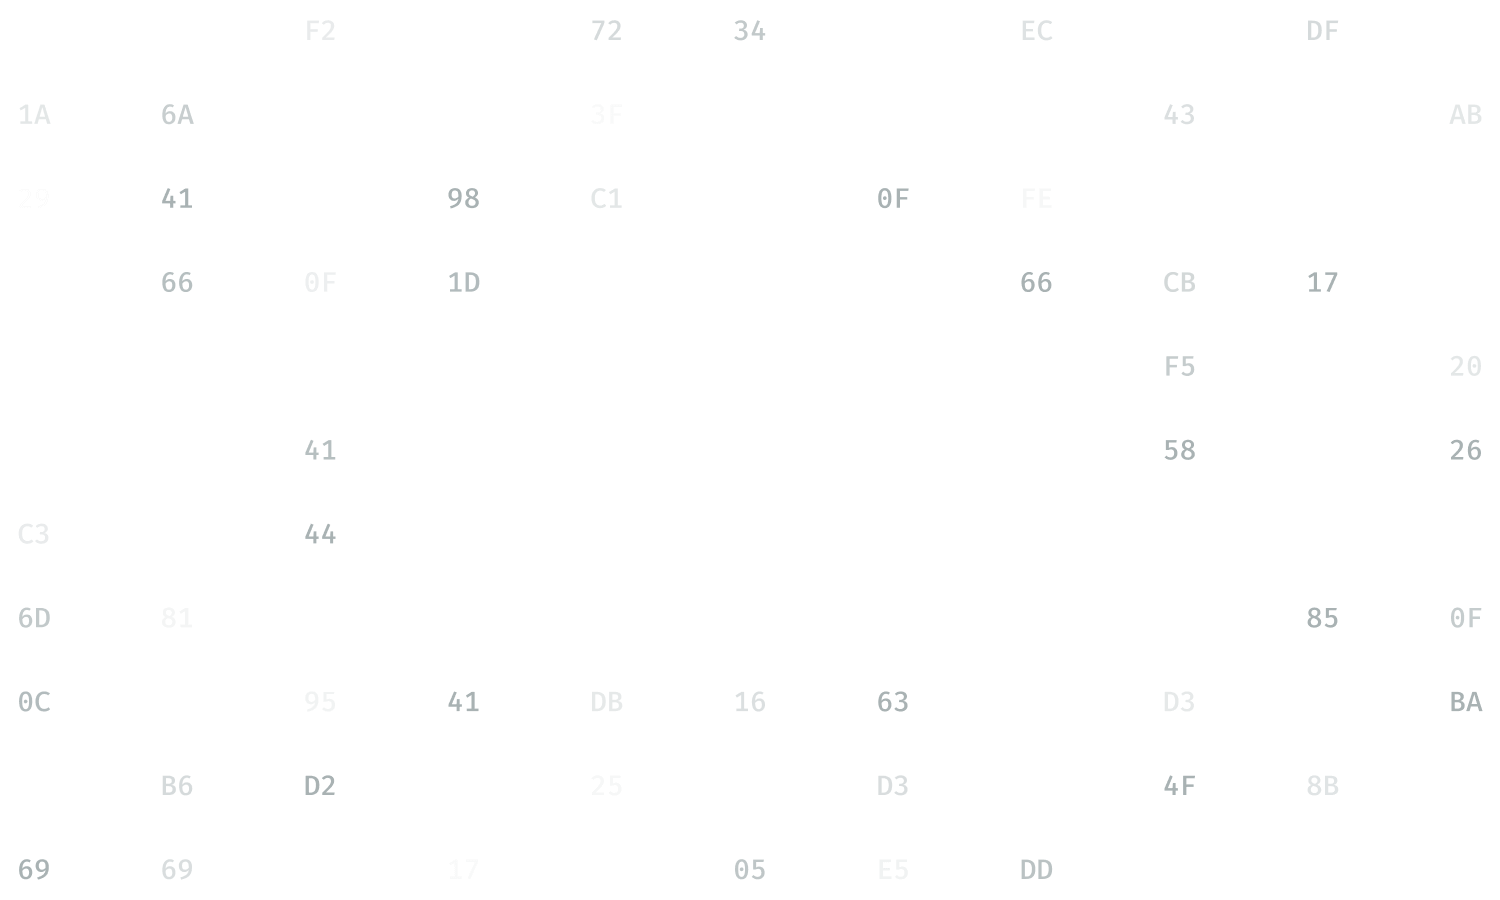 F2 72 34 EC DF
1A 6A 3F 43 AB
29 41 98 C1 0F FE
66 0F 1D 66 CB 17
F5 20
41 58 26
C3 44
6D 81 85 0F
0C 95 41 DB 16 63 D3 BA
B6 D2 25 D3 4F 8B
69 69 17 05 E5 DD